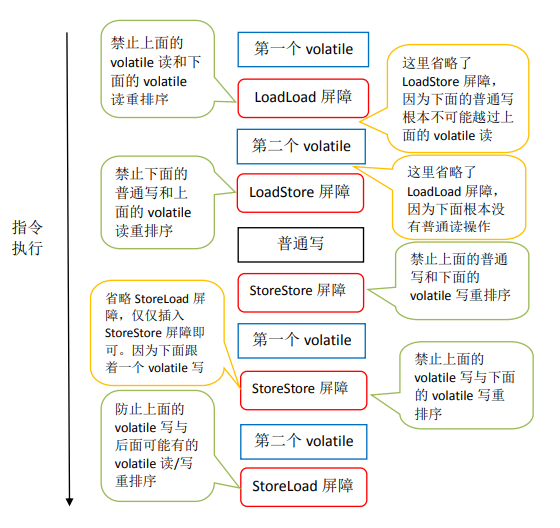 禁止上面的
volatile 读和下
面的 volatile
读重排序
第一个 volatile
LoadLoad 屏障
这里省略了
LoadStore 屏障，
因为下面的普通写
根本不可能越过上
面的 volatile 读
第二个 volatile
禁止下面的
普通写和上
面的 volatile
读重排序
LoadStore 屏障
这里省略了
LoadLoad 屏障，
因为下面根本没
有普通读操作
指令
执行
普通写
禁止上面的普通
写和下面的
volatile 写重排序
StoreStore 屏障
省略 StoreLoad 屏
障，仅仅插入
StoreStore 屏障即
可。因为下面跟
着一个 volatile 写
第一个 volatile
StoreStore 屏障
禁止上面的
volatile 写与下面
的 volatile 写重
排序
防止上面的
volatile 写与
后面可能有的
volatile 读/写
重排序
第二个 volatile
StoreLoad 屏障